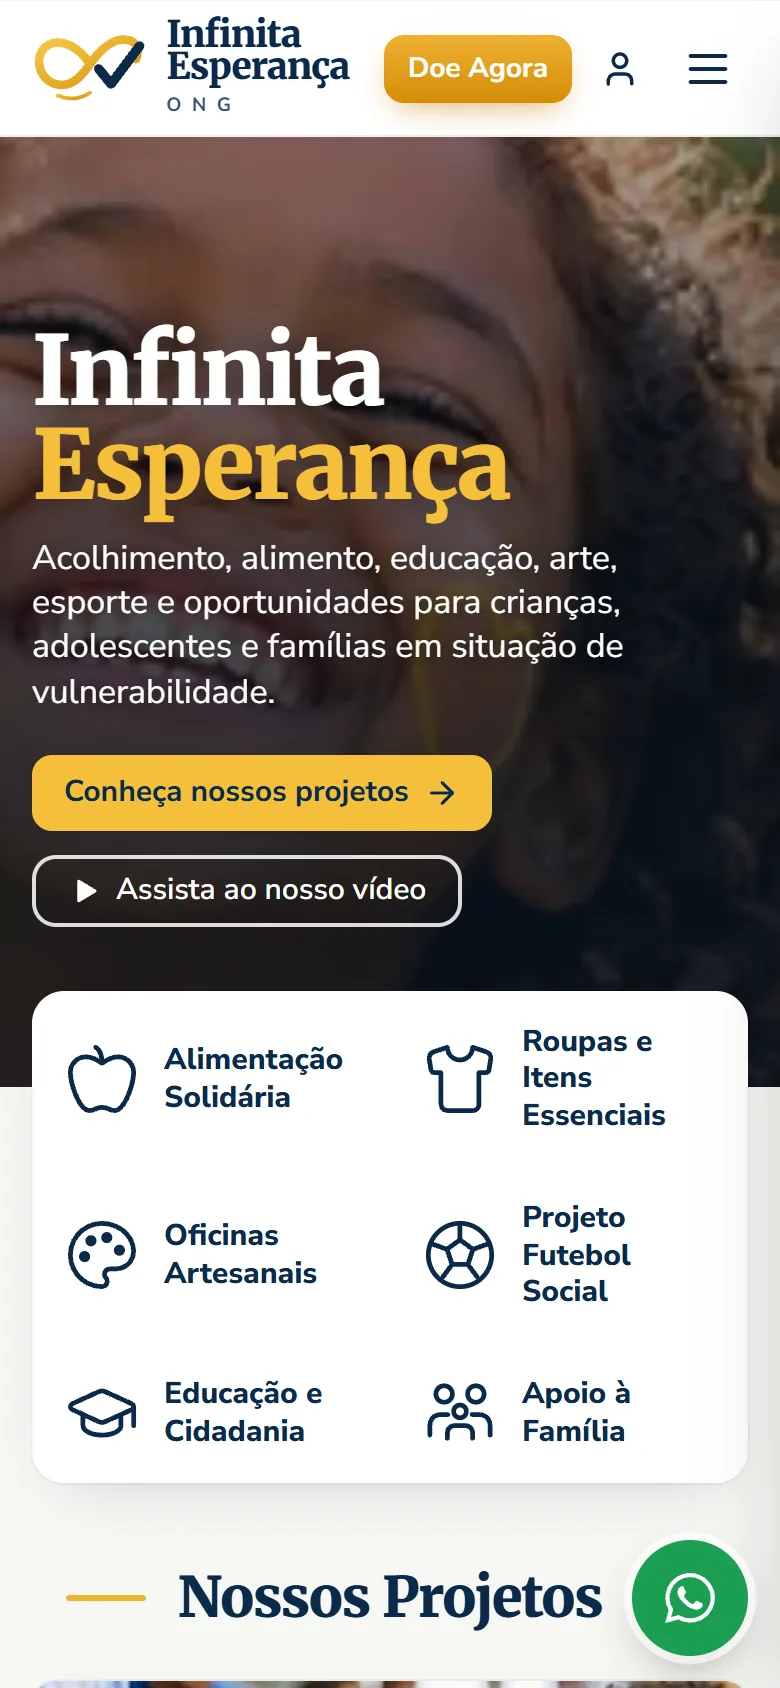 Infinita
Esperança
ONG
Doe Agora
Infinita
Esperança
Acolhimento, alimento, educação, arte,
esporte e oportunidades para crianças,
adolescentes e famílias em situação de
vulnerabilidade.
Conheça nossos projetos
Assista ao nosso vídeo
Alimentação
Solidária
Roupas e
Itens
Essenciais
Oficinas
Artesanais
Projeto
Futebol
Social
Educação e
Cidadania
Apoio à
Família
Nossos Projetos